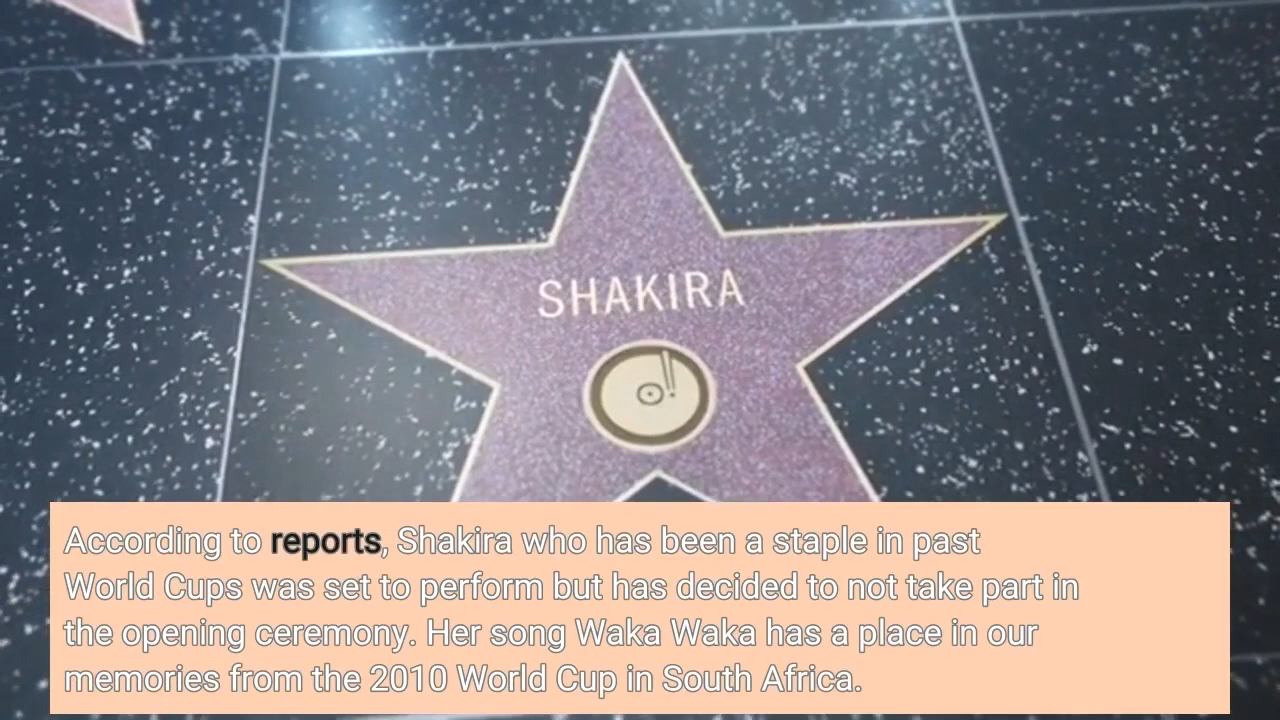 SHAKIRA
According to reports, Shakira who has been a staple in past
World Cups was set to perform but has decided to not take part in
the opening ceremony. Her song Waka Waka has a place in our
memories from the 2010 World Cup in South Africa.